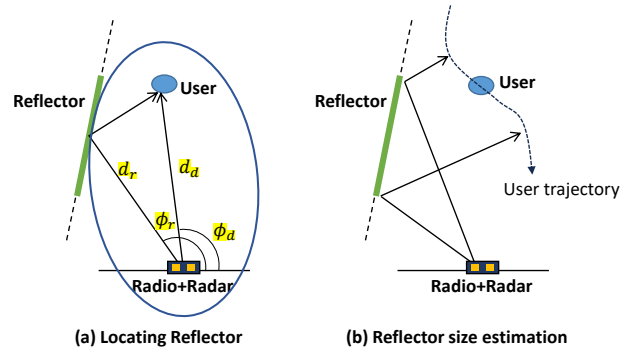 Reflector
User
d_r
d_d
ϕ_r
ϕ_d
Radio+Radar
(a) Locating Reflector
Reflector
User
User trajectory
Radio+Radar
(b) Reflector size estimation